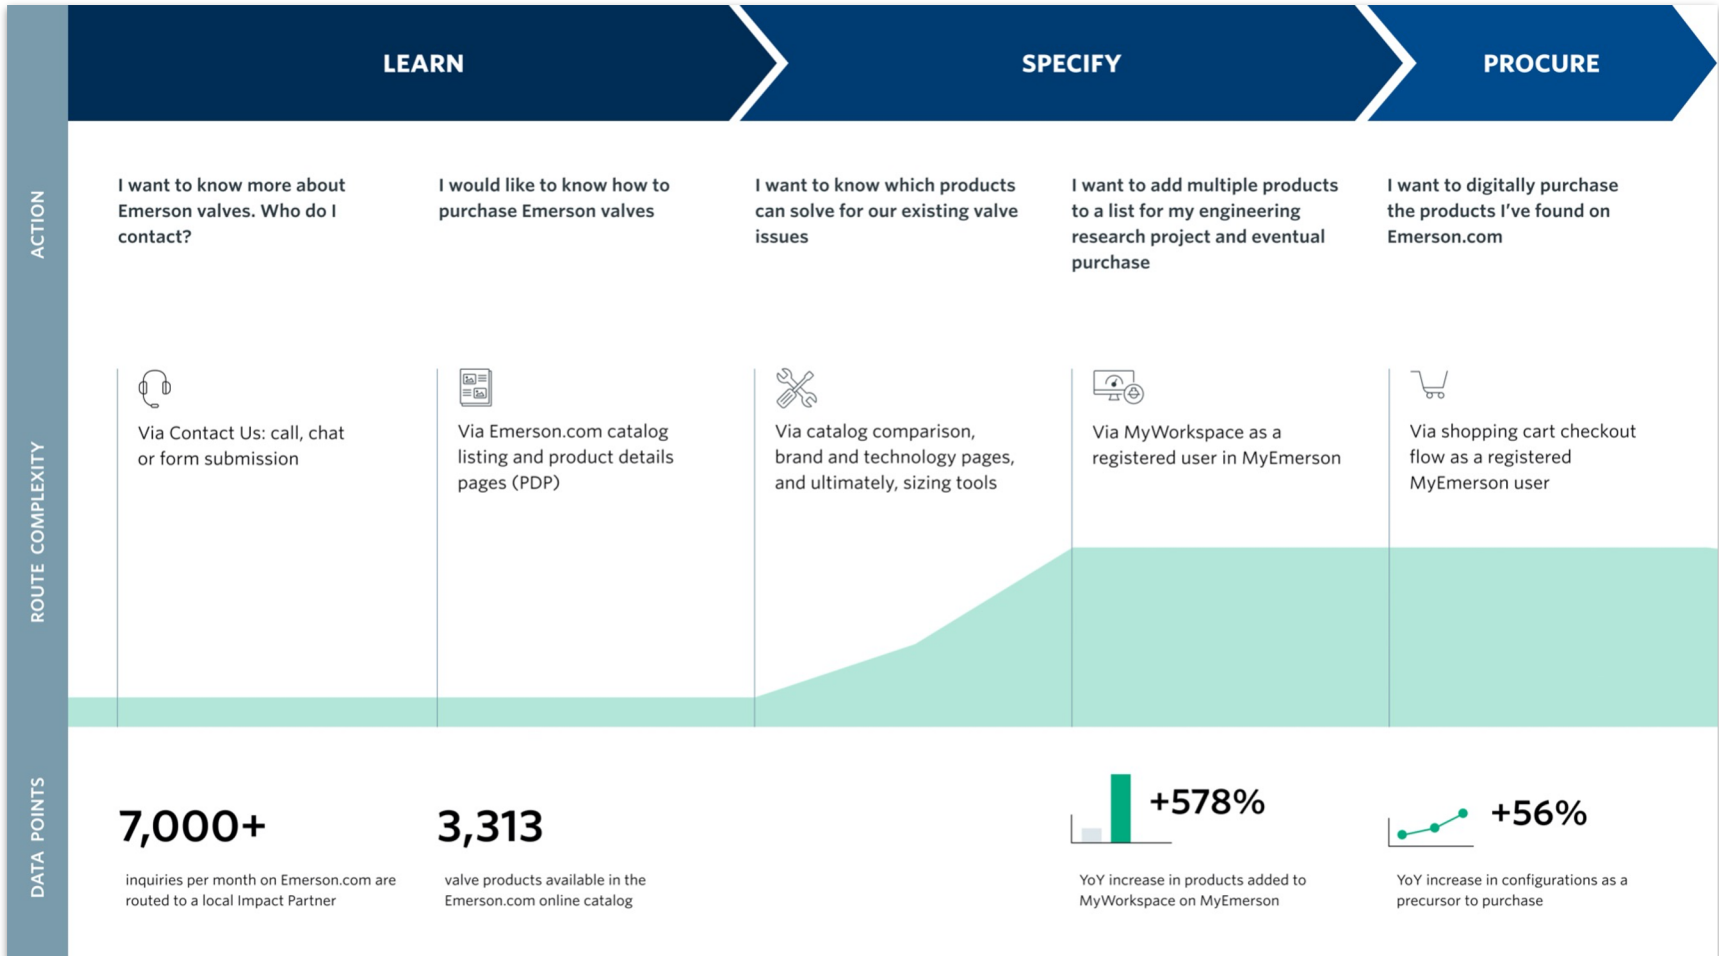 LEARN
SPECIFY
PROCURE
ACTION
I want to know more about
Emerson valves. Who do I
contact?
I would like to know how to
purchase Emerson valves
I want to know which products
can solve for our existing valve
issues
I want to add multiple products
to a list for my engineering
research project and eventual
purchase
I want to digitally purchase
the products I’ve found on
Emerson.com
ROUTE COMPLEXITY
Via Contact Us: call, chat
or form submission
Via Emerson.com catalog
listing and product details
pages (PDP)
Via catalog comparison,
brand and technology pages,
and ultimately, sizing tools
Via MyWorkspace as a
registered user in MyEmerson
Via shopping cart checkout
flow as a registered
MyEmerson user
DATA POINTS
7,000+
inquiries per month on Emerson.com are
routed to a local Impact Partner
3,313
valve products available in the
Emerson.com online catalog
+578%
YoY increase in products added to
MyWorkspace on MyEmerson
+56%
YoY increase in configurations as a
precursor to purchase